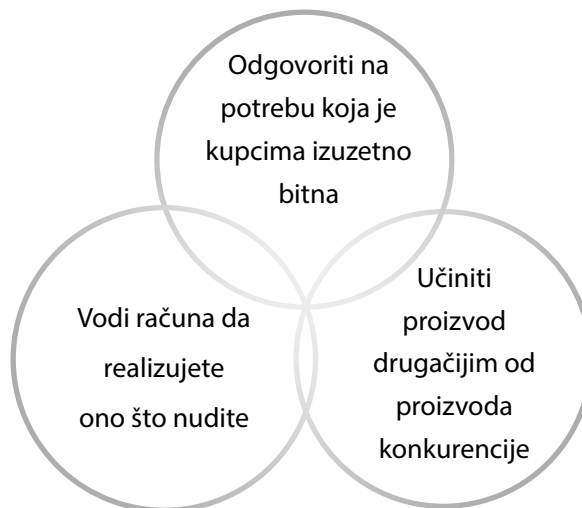 Odgovoriti na
potrebu koja je
kupcima izuzetno
bitna
Vodi računa da
realizujete
ono što nudite
Učiniti
proizvod
drugačijim od
proizvoda
konkurencije